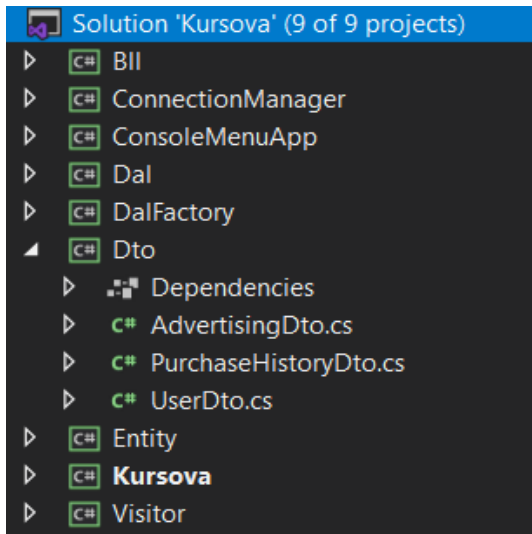 Solution 'Kursova' (9 of 9 projects)
C# Bll
C# ConnectionManager
C# ConsoleMenuApp
C# Dal
C# DalFactory
C# Dto
Dependencies
C# AdvertisingDto.cs
C# PurchaseHistoryDto.cs
C# UserDto.cs
C# Entity
C# Kursova
C# Visitor